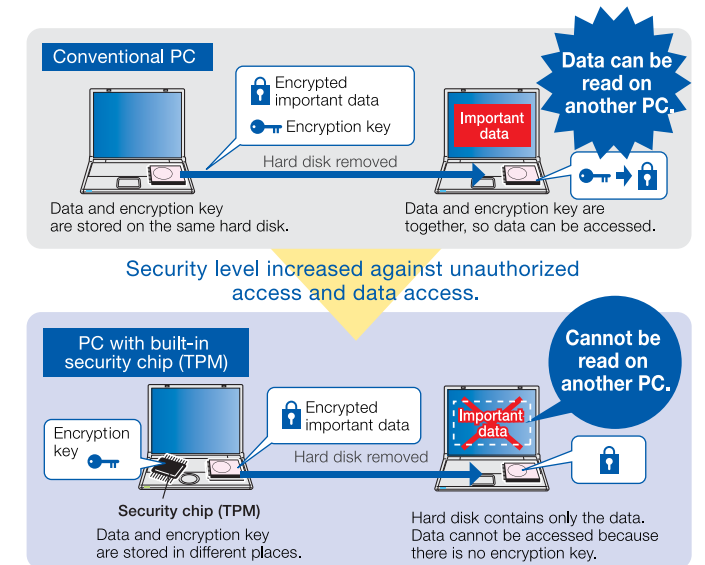 Conventional PC
Encrypted
important data
Encryption key
Hard disk removed
Data and encryption key
are stored on the same hard disk.
Important
data
Data can be
read on
another PC.
Data and encryption key are
together, so data can be accessed.
Security level increased against unauthorized
access and data access.
PC with built-in
security chip (TPM)
Encryption
key
Encrypted
important data
Hard disk removed
Security chip (TPM)
Data and encryption key
are stored in different places.
Important
data
Cannot be
read on
another PC.
Hard disk contains only the data.
Data cannot be accessed because
there is no encryption key.